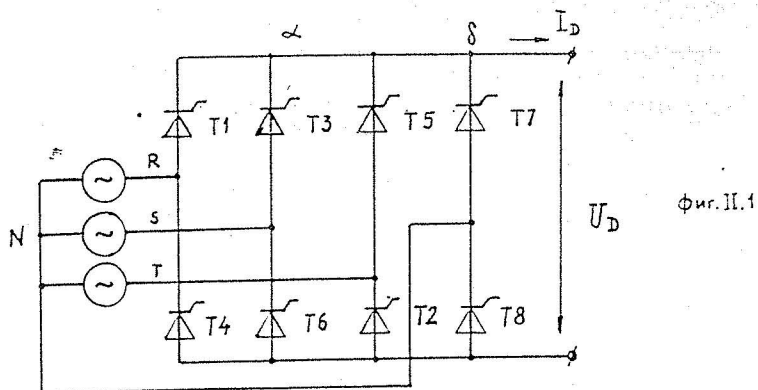 α δ I_D
T1 T3 T5 T7
R
S
T
N
U_D
фиг. II.1
T4 T6 T2 T8